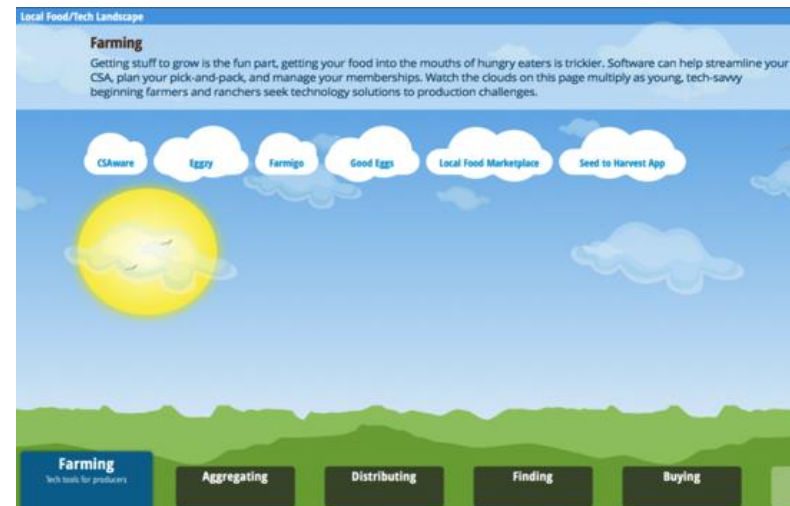 Local Food/Tech Landscape
Farming
Getting stuff to grow is the fun part, getting your food into the mouths of hungry eaters is trickier. Software can help streamline your
CSA, plan your pick-and-pack, and manage your memberships. Watch the clouds on this page multiply as young, tech-savvy
beginning farmers and ranchers seek technology solutions to production challenges.
CSAware Eggzy Farmigo Good Eggs Local Food Marketplace Seed to Harvest App
Farming
Tech tools for producers
Aggregating Distributing Finding Buying